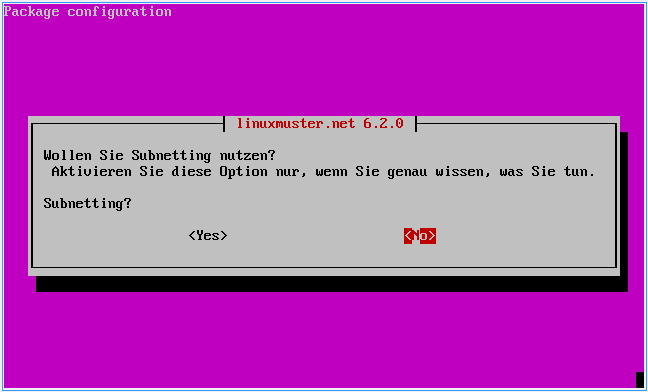 Package configuration
linuxmuster.net 6.2.0
Wollen Sie Subnetting nutzen?
Aktivieren Sie diese Option nur, wenn Sie genau wissen, was Sie tun.
Subnetting?
<Yes> <No>